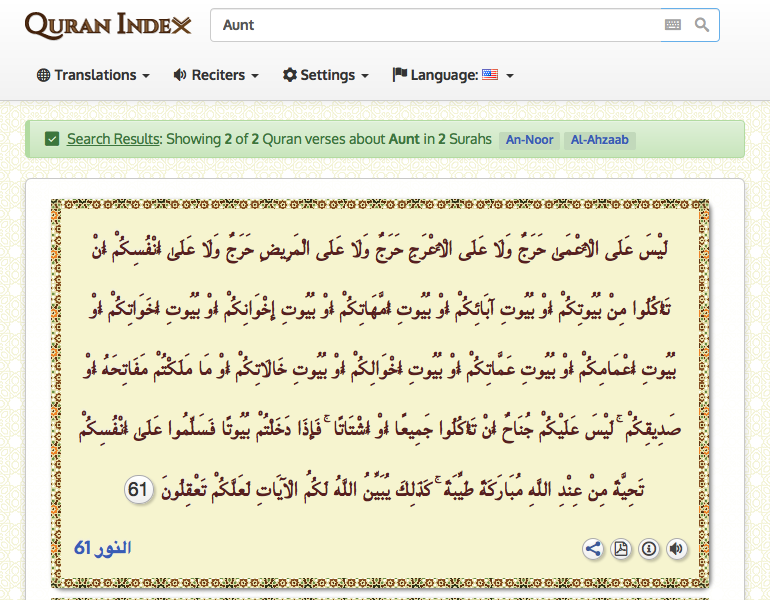 QURAN INDEX
Aunt
Translations
Reciters
Settings
Language:
Search Results: Showing 2 of 2 Quran verses about Aunt in 2 Surahs An-Noor Al-Ahzaab
لَيْسَ عَلَى الْأَعْمَىٰ حَرَجٌ وَلَا عَلَى الْأَعْرَجِ حَرَجٌ وَلَا عَلَى الْمَرِيضِ حَرَجٌ وَلَا عَلَىٰ أَنْفُسِكُمْ أَنْ
تَأْكُلُوا مِنْ بُيُوتِكُمْ أَوْ بُيُوتِ آبَائِكُمْ أَوْ بُيُوتِ أُمَّهَاتِكُمْ أَوْ بُيُوتِ إِخْوَانِكُمْ أَوْ بُيُوتِ أَخَوَاتِكُمْ أَوْ
بُيُوتِ أَعْمَامِكُمْ أَوْ بُيُوتِ عَمَّاتِكُمْ أَوْ بُيُوتِ أَخْوَالِكُمْ أَوْ بُيُوتِ خَالَاتِكُمْ أَوْ مَا مَلَكْتُمْ مَفَاتِحَهُ أَوْ
صَدِيقِكُمْ ۚ لَيْسَ عَلَيْكُمْ جُنَاحٌ أَنْ تَأْكُلُوا جَمِيعًا أَوْ أَشْتَاتًا ۚ فَإِذَا دَخَلْتُمْ بُيُوتًا فَسَلِّمُوا عَلَىٰ أَنْفُسِكُمْ
تَحِيَّةً مِنْ عِنْدِ اللَّهِ مُبَارَكَةً طَيِّبَةً ۚ كَذَٰلِكَ يُبَيِّنُ اللَّهُ لَكُمُ الْآيَاتِ لَعَلَّكُمْ تَعْقِلُونَ 61
النور 61